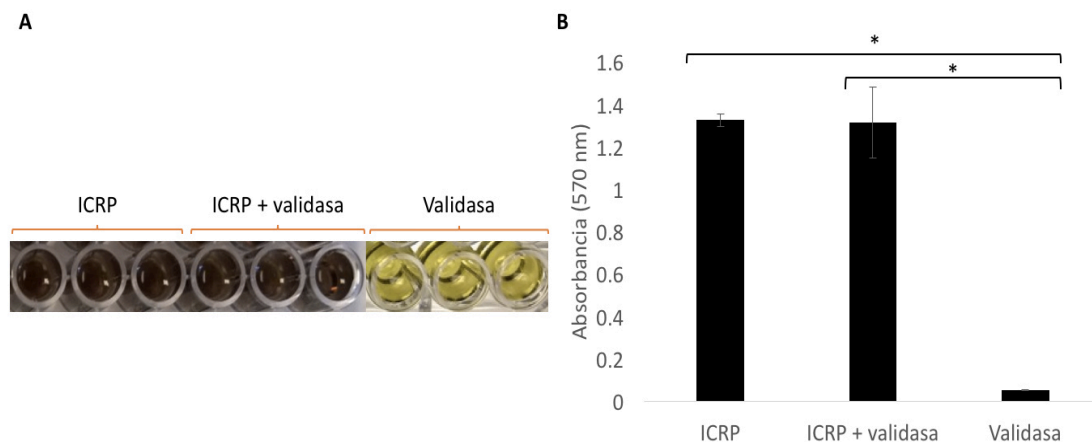 A
ICRP ICRP + validasa Validasa
B
* 
*
Absorbancia (570 nm)
1.6
1.4
1.2
1
0.8
0.6
0.4
0.2
0
ICRP ICRP + validasa Validasa